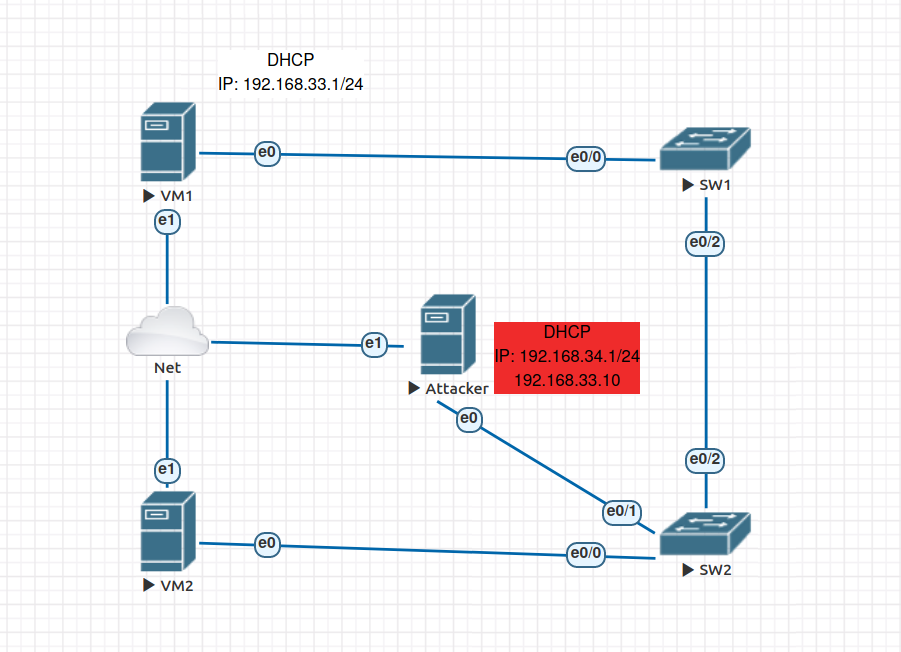 DHCP
IP: 192.168.33.1/24
e0
e0/0
VM1
SW1
e1
e0/2
Net
e1
DHCP
IP: 192.168.34.1/24
192.168.33.10
Attacker
e0
e1
e0/2
e0/1
e0
e0/0
VM2
SW2